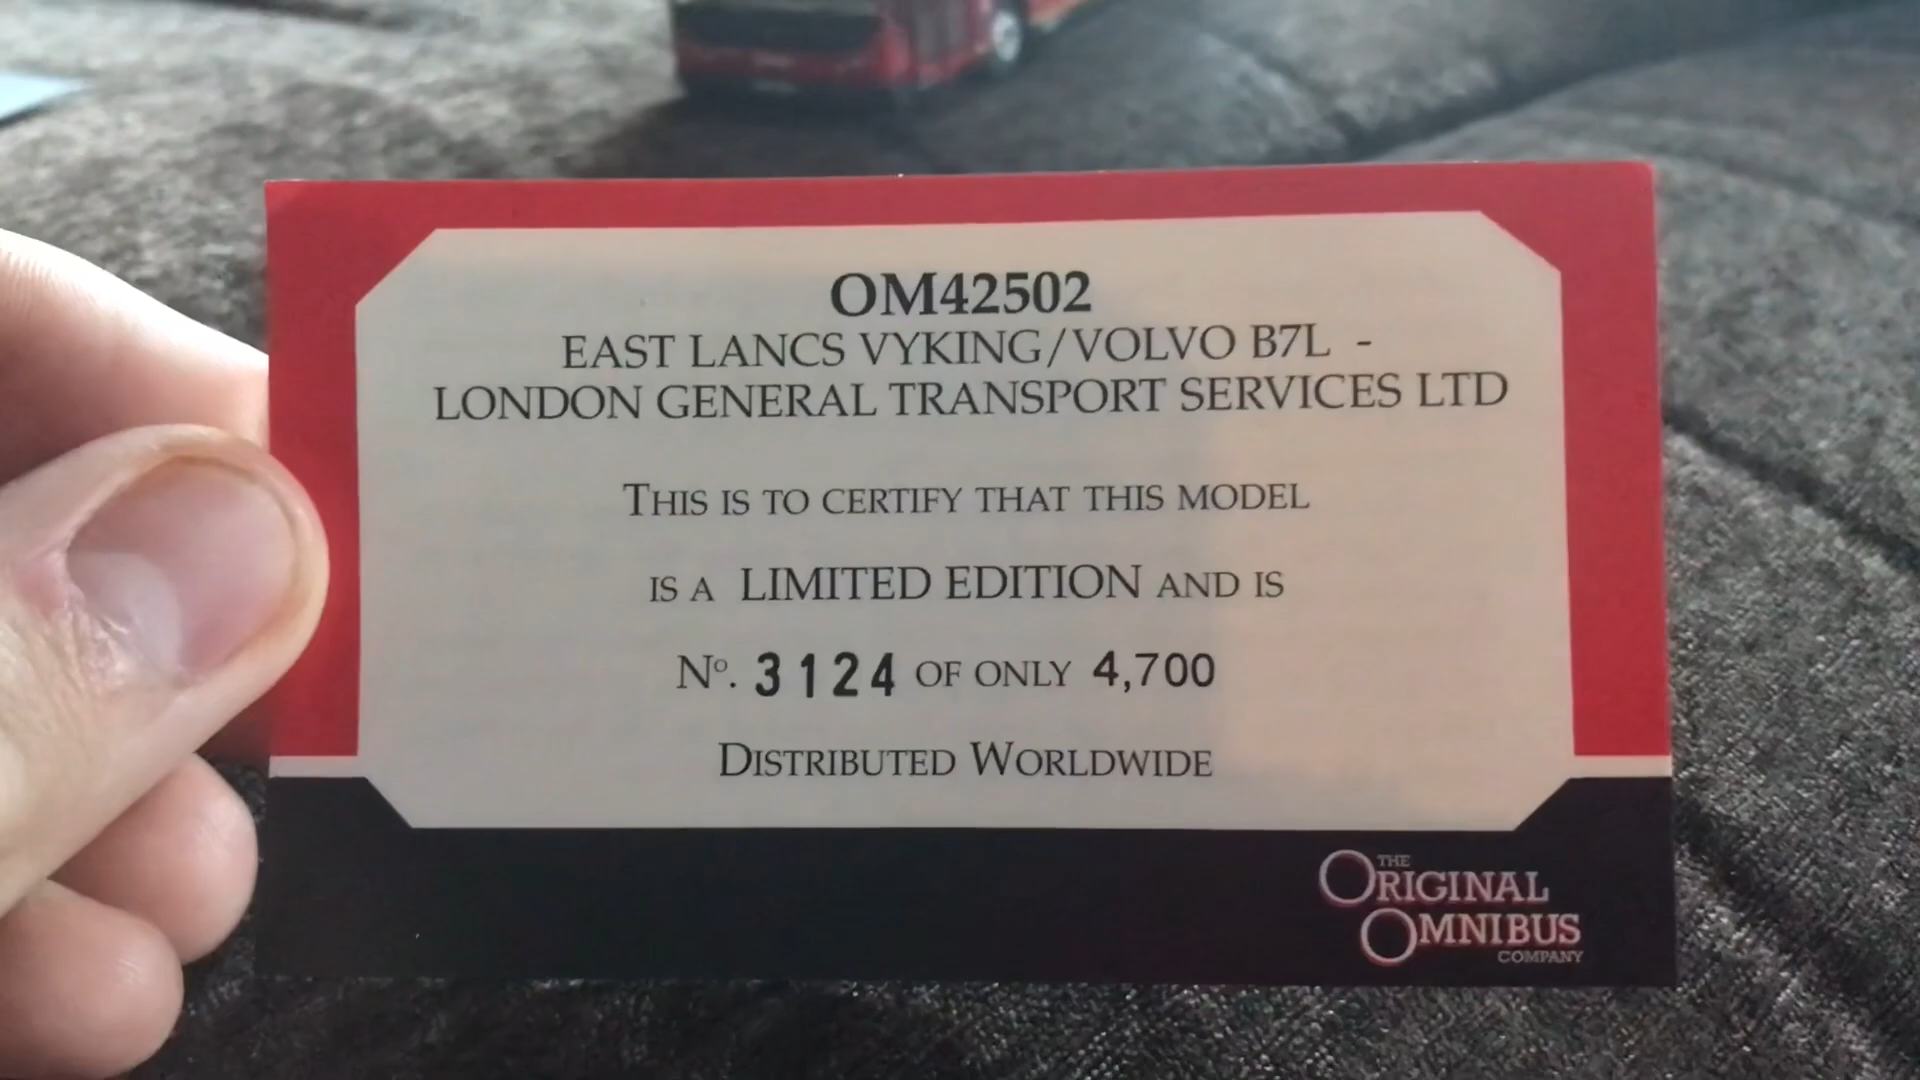 OM42502
EAST LANCS VYKING/VOLVO B7L -
LONDON GENERAL TRANSPORT SERVICES LTD
THIS IS TO CERTIFY THAT THIS MODEL
IS A LIMITED EDITION AND IS
Nº. 3124 OF ONLY 4,700
DISTRIBUTED WORLDWIDE
THE
ORIGINAL
OMNIBUS
COMPANY